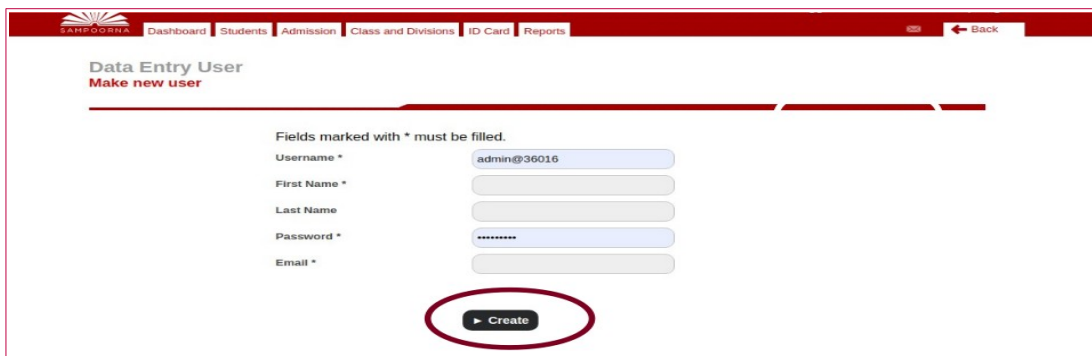 SAMPOORNA Dashboard Students Admission Class and Divisions ID Card Reports Back
Data Entry User
Make new user
Fields marked with * must be filled.
Username * admin@36016
First Name *
Last Name
Password * •••••••••
Email *
► Create